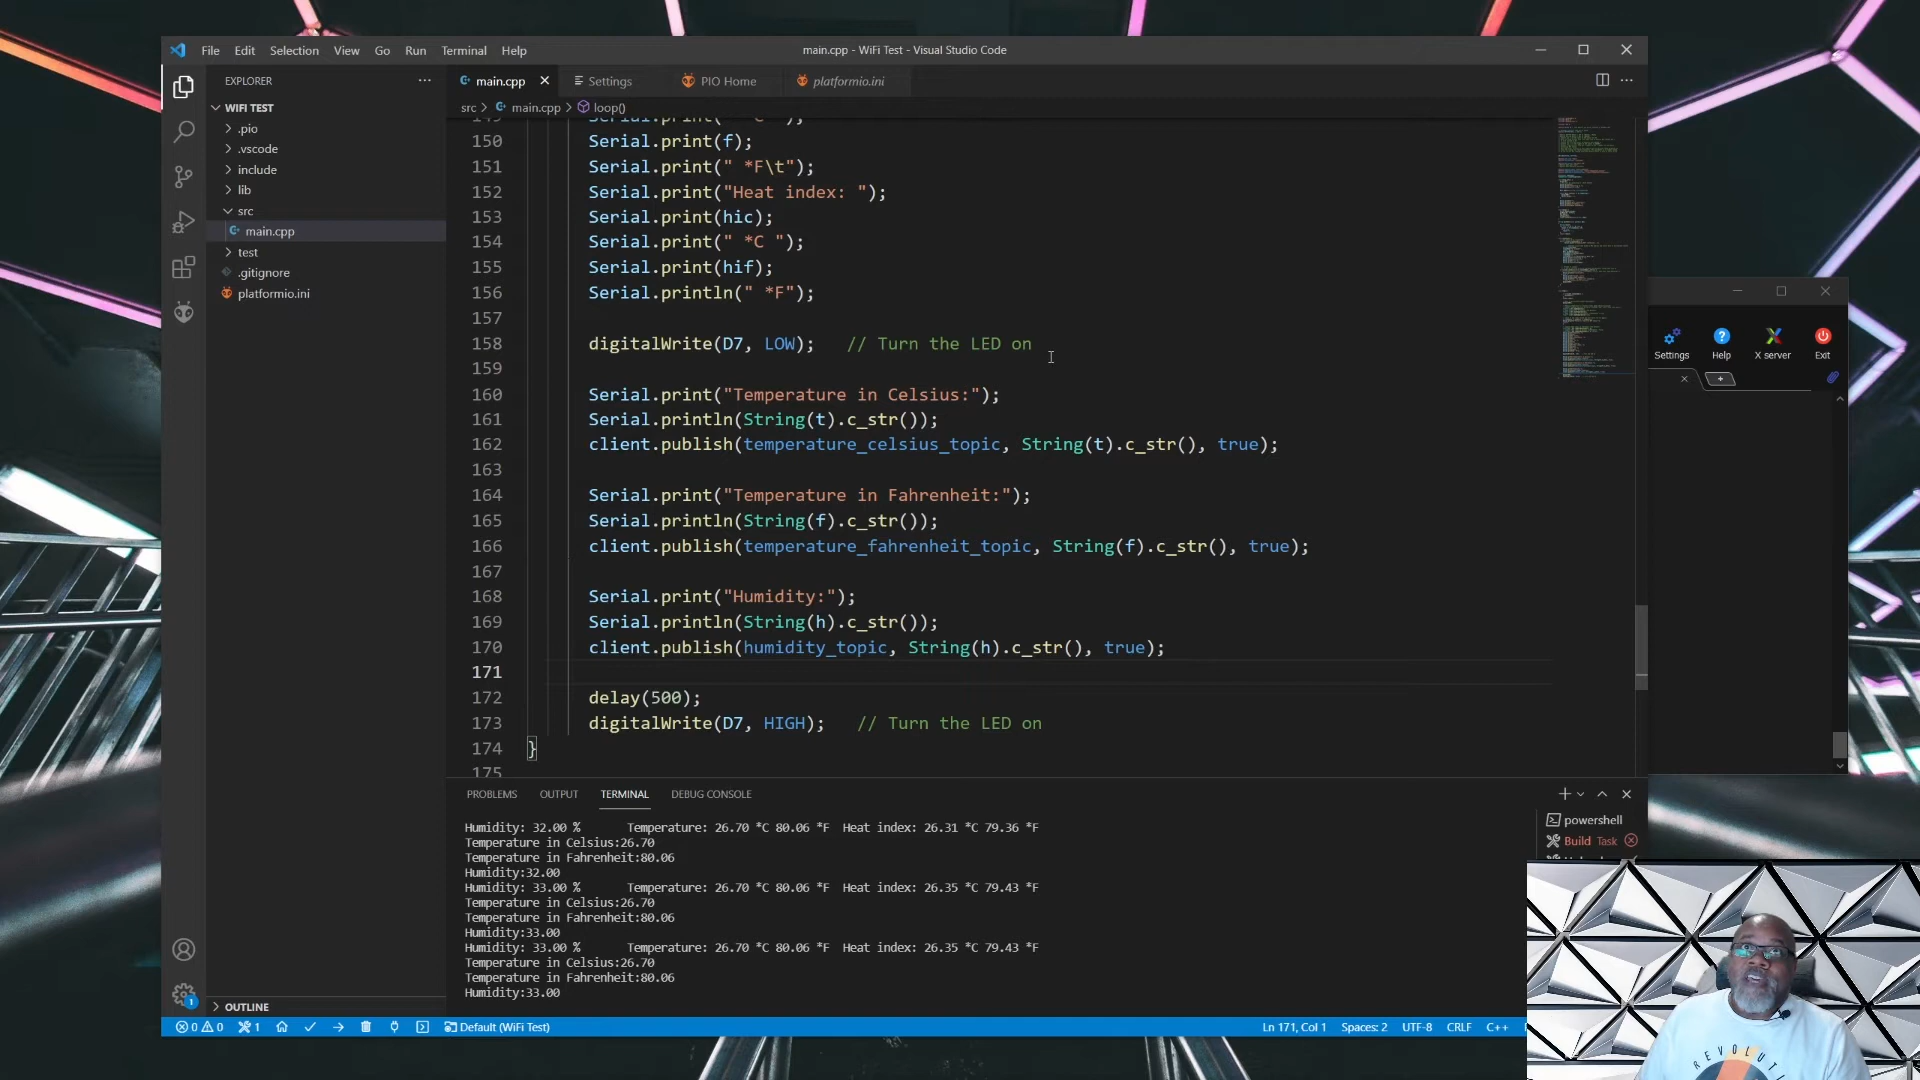 File Edit Selection View Go Run Terminal Help
main.cpp - WiFi Test - Visual Studio Code
EXPLORER
main.cpp
Settings
PIO Home
platformio.ini
src > main.cpp > loop()
WIFI TEST
.pio
.vscode
include
lib
src
main.cpp
test
.gitignore
platformio.ini
OUTLINE
149
150 Serial.print(f);
151 Serial.print(" *F\t");
152 Serial.print("Heat index: ");
153 Serial.print(hic);
154 Serial.print(" *C ");
155 Serial.print(hif);
156 Serial.println(" *F");
157
158 digitalWrite(D7, LOW);   // Turn the LED on
159
160 Serial.print("Temperature in Celsius:");
161 Serial.println(String(t).c_str());
162 client.publish(temperature_celsius_topic, String(t).c_str(), true);
163
164 Serial.print("Temperature in Fahrenheit:");
165 Serial.println(String(f).c_str());
166 client.publish(temperature_fahrenheit_topic, String(f).c_str(), true);
167
168 Serial.print("Humidity:");
169 Serial.println(String(h).c_str());
170 client.publish(humidity_topic, String(h).c_str(), true);
171
172 delay(500);
173 digitalWrite(D7, HIGH);   // Turn the LED on
174 }
175
Settings Help X server Exit
PROBLEMS OUTPUT TERMINAL DEBUG CONSOLE
Humidity: 32.00 % Temperature: 26.70 *C 80.06 *F Heat index: 26.31 *C 79.36 *F
Temperature in Celsius:26.70
Temperature in Fahrenheit:80.06
Humidity:32.00
Humidity: 33.00 % Temperature: 26.70 *C 80.06 *F Heat index: 26.35 *C 79.43 *F
Temperature in Celsius:26.70
Temperature in Fahrenheit:80.06
Humidity:33.00
Humidity: 33.00 % Temperature: 26.70 *C 80.06 *F Heat index: 26.35 *C 79.43 *F
Temperature in Celsius:26.70
Temperature in Fahrenheit:80.06
Humidity:33.00
powershell
Build Task
1
0 0 1 Default (WiFi Test)
Ln 171, Col 1 Spaces: 2 UTF-8 CRLF C++